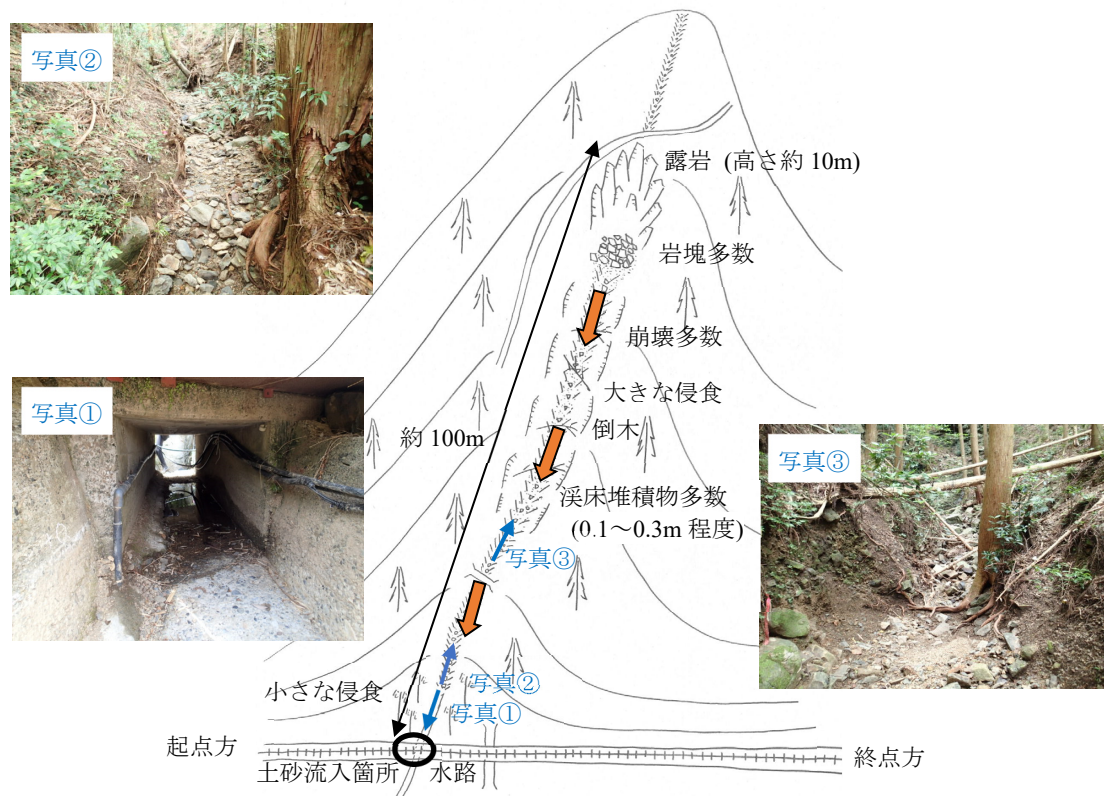 写真②
露岩 (高さ約 10m)
岩塊多数
崩壊多数
写真①
大きな侵食
約 100m
倒木
写真③
渓床堆積物多数
(0.1～0.3m 程度)
写真③
小さな侵食
写真②
写真①
起点方
終点方
土砂流入箇所
水路